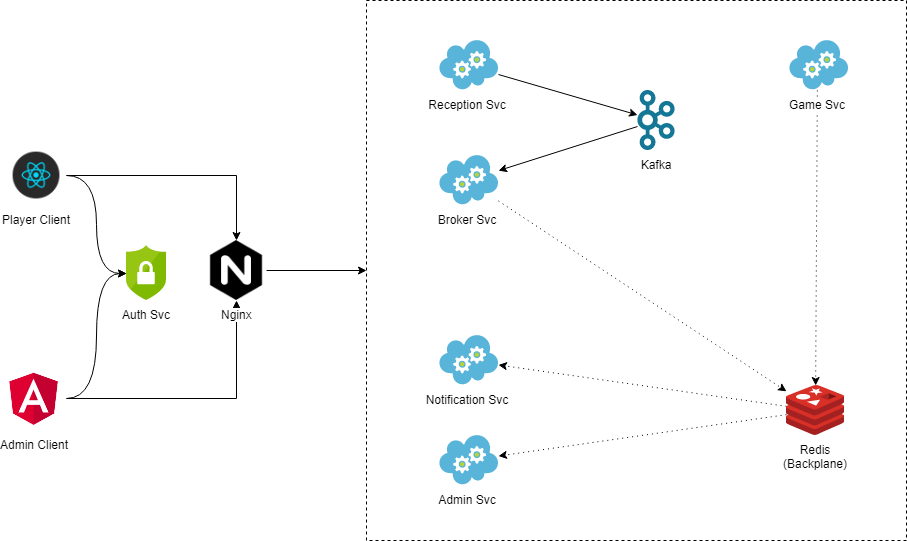 Reception Svc
Game Svc
Kafka
Player Client
Broker Svc
Auth Svc
Nginx
Notification Svc
Admin Client
Redis
(Backplane)
Admin Svc